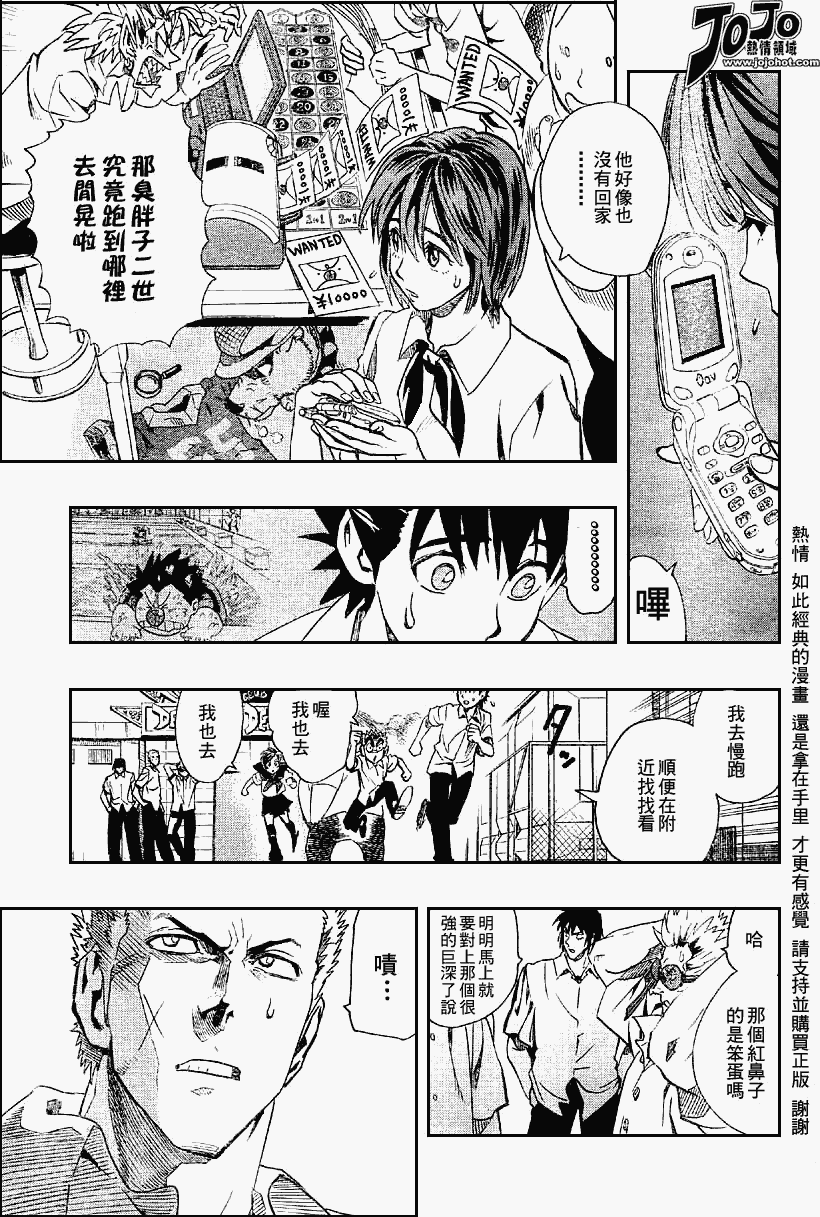 JOJO
熱情領域
www.jojohot.com
嗶
他好像也
沒有回家
⋯⋯⋯
WANTED
¥10000
WANTED
¥10000
那臭胖子二世
究竟跑到哪裡
去閒晃啦
⋯⋯⋯
我去慢跑
順便在附
近找找看
タッ
喔
我也去
我也去
哈
那個紅鼻子
的是笨蛋嗎
明明馬上就
要對上那個很
強的巨深了說
嘖⋯
熱情 如此經典的漫畫 還是拿在手里 才更有感覺 請支持並購買正版 謝謝